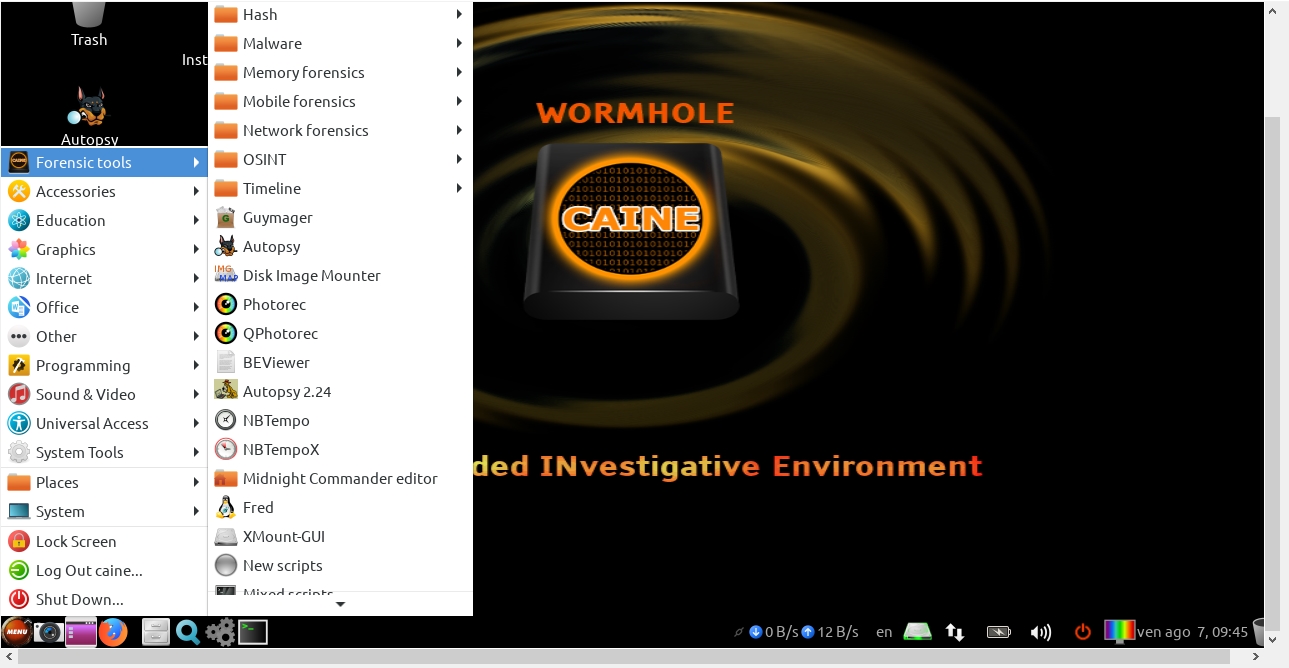 Trash
Inst
Autopsy
Forensic tools
Accessories
Education
Graphics
Internet
Office
Other
Programming
Sound & Video
Universal Access
System Tools
Places
System
Lock Screen
Log Out caine...
Shut Down...
Hash
Malware
Memory forensics
Mobile forensics
Network forensics
OSINT
Timeline
Guymager
Autopsy
Disk Image Mounter
Photorec
QPhotorec
BEViewer
Autopsy 2.24
NBTempo
NBTempoX
Midnight Commander editor
Fred
XMount-GUI
New scripts
Mixed scripts
WORMHOLE
CAINE
ded INvestigative Environment
MENU
0 B/s 12 B/s en ven ago 7, 09:45